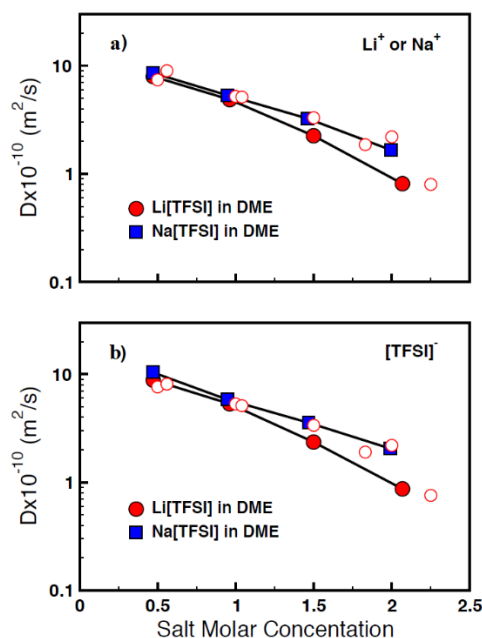 a)
Li⁺ or Na⁺
10
1
0.1
Dx10⁻¹⁰ (m²/s)
Li[TFSI] in DME
Na[TFSI] in DME
b)
[TFSI]⁻
10
1
0.1
Dx10⁻¹⁰ (m²/s)
Li[TFSI] in DME
Na[TFSI] in DME
0 0.5 1 1.5 2 2.5
Salt Molar Concentation